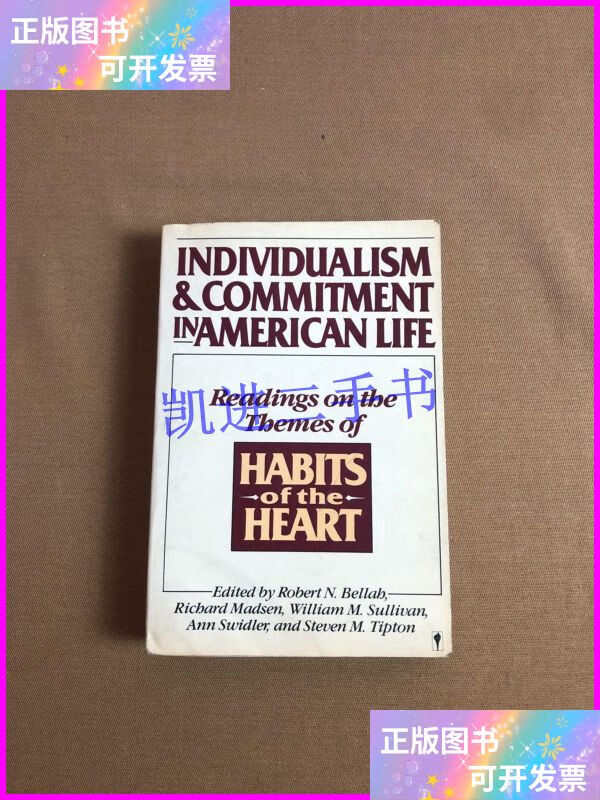 正版图书
可开发票
INDIVIDUALISM
& COMMITMENT
IN AMERICAN LIFE
Readings on the
Themes of
凯进二手书
HABITS
of the
HEART
Edited by Robert N. Bellah,
Richard Madsen, William M. Sullivan,
Ann Swidler, and Steven M. Tipton
正版图书
可开发票